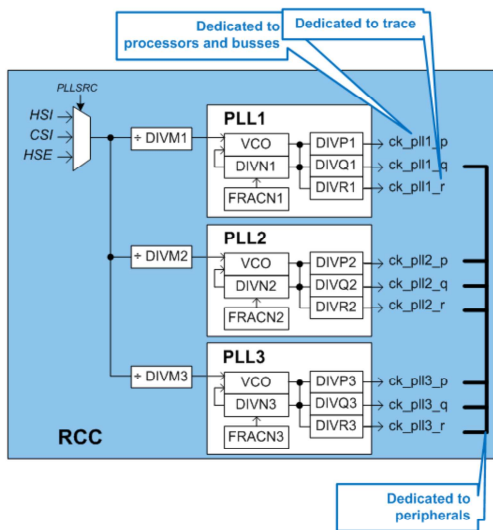 Dedicated to
processors and busses
Dedicated to trace
PLLSRC
HSI
CSI
HSE
÷ DIVM1
PLL1
VCO
DIVN1
FRACN1
DIVP1
DIVQ1
DIVR1
ck_pll1_p
ck_pll1_q
ck_pll1_r
÷ DIVM2
PLL2
VCO
DIVN2
FRACN2
DIVP2
DIVQ2
DIVR2
ck_pll2_p
ck_pll2_q
ck_pll2_r
÷ DIVM3
PLL3
VCO
DIVN3
FRACN3
DIVP3
DIVQ3
DIVR3
ck_pll3_p
ck_pll3_q
ck_pll3_r
RCC
Dedicated to
peripherals